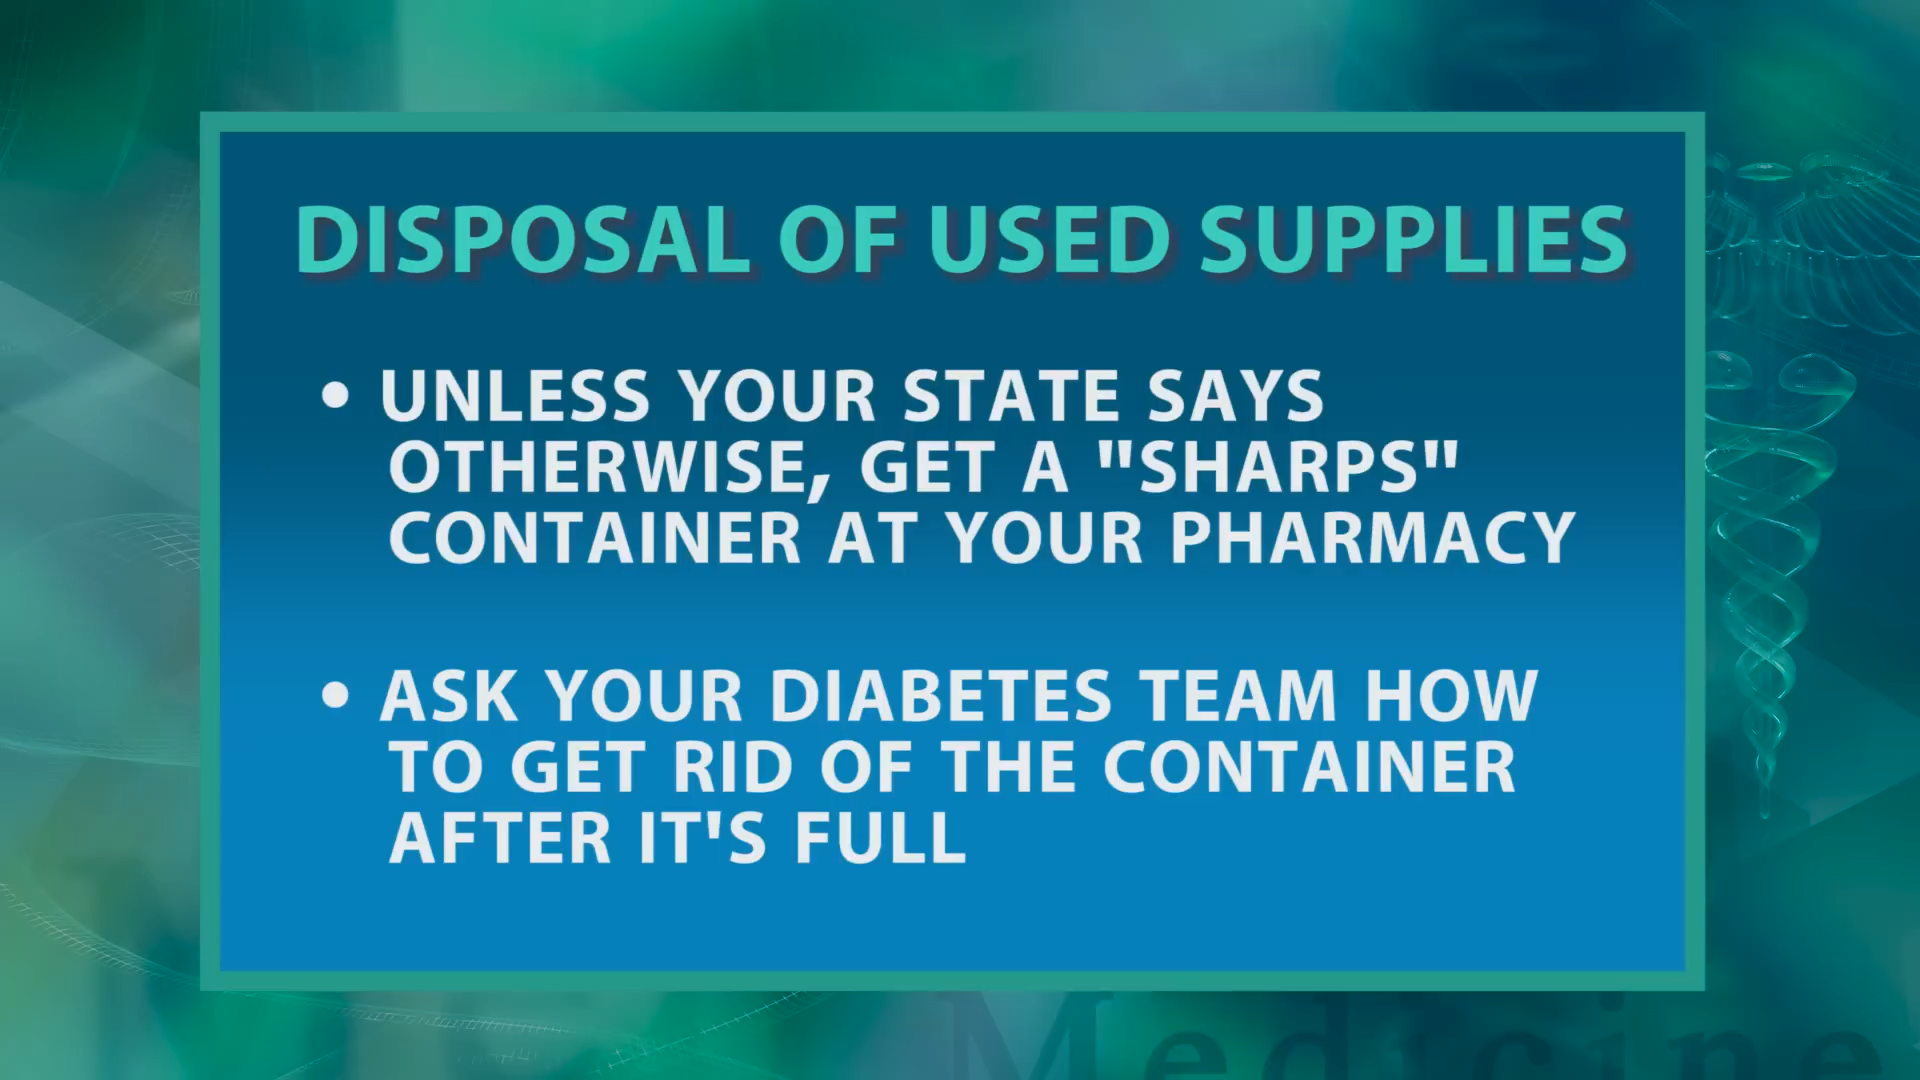 DISPOSAL OF USED SUPPLIES
• UNLESS YOUR STATE SAYS
OTHERWISE, GET A "SHARPS"
CONTAINER AT YOUR PHARMACY
• ASK YOUR DIABETES TEAM HOW
TO GET RID OF THE CONTAINER
AFTER IT'S FULL
Medicine